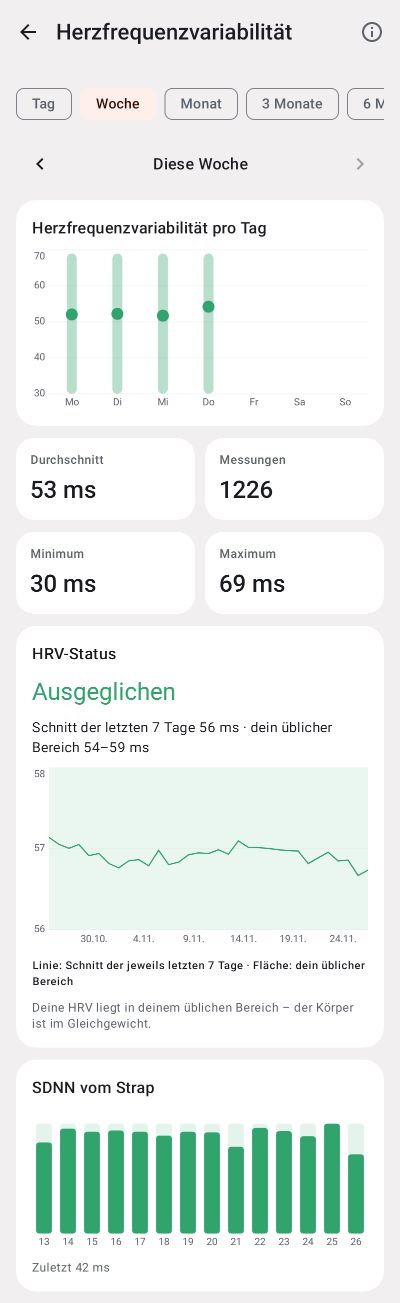 Herzfrequenzvariabilität
Tag
Woche
Monat
3 Monate
6 M
Diese Woche
Herzfrequenzvariabilität pro Tag
70
60
50
40
30
Mo Di Mi Do Fr Sa So
Durchschnitt
53 ms
Messungen
1226
Minimum
30 ms
Maximum
69 ms
HRV-Status
Ausgeglichen
Schnitt der letzten 7 Tage 56 ms · dein üblicher
Bereich 54–59 ms
58
57
56
30.10. 4.11. 9.11. 14.11. 19.11. 24.11.
Linie: Schnitt der jeweils letzten 7 Tage · Fläche: dein üblicher
Bereich
Deine HRV liegt in deinem üblichen Bereich – der Körper
ist im Gleichgewicht.
SDNN vom Strap
13 14 15 16 17 18 19 20 21 22 23 24 25 26
Zuletzt 42 ms